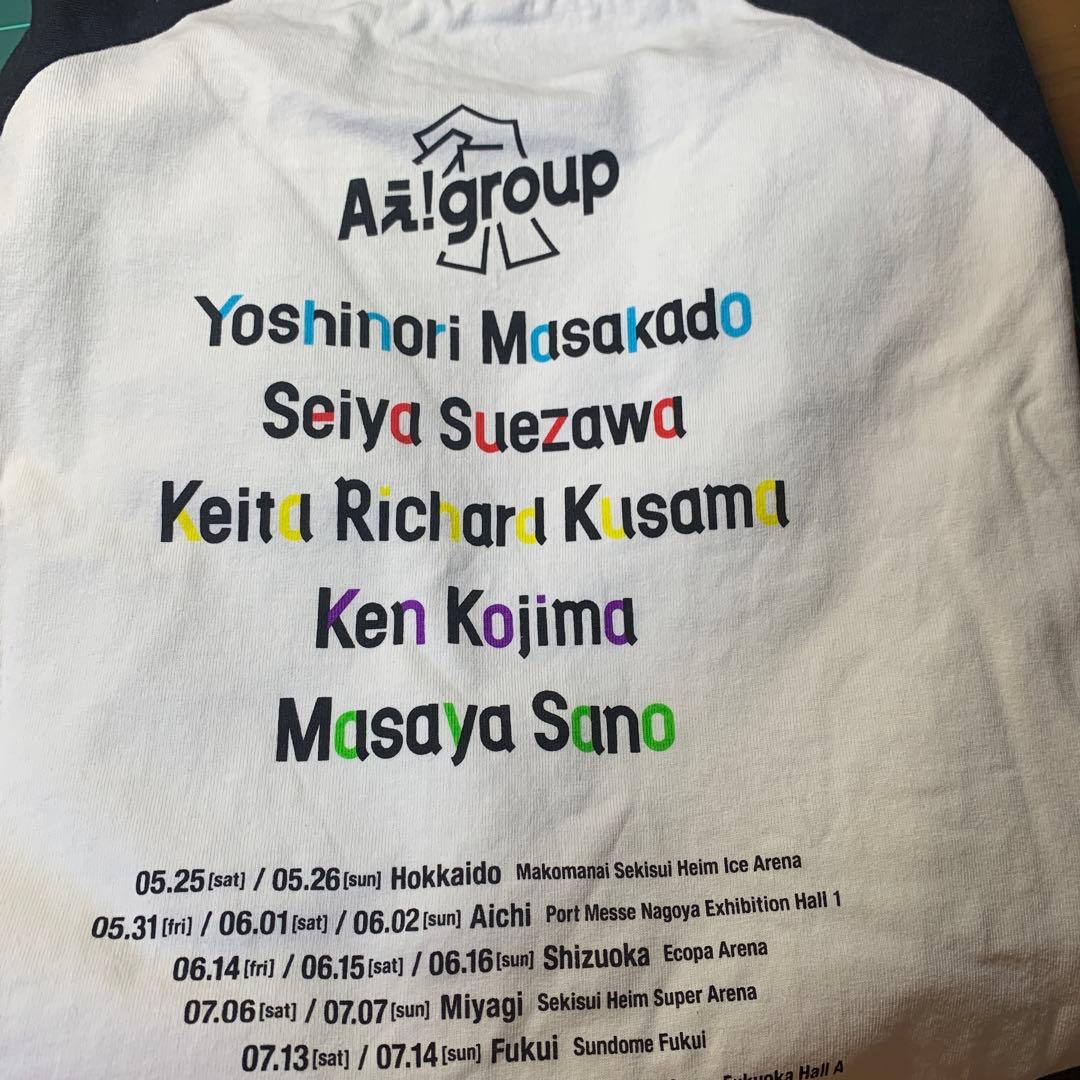 Aぇ! group
Yoshinori Masakado
Seiya Suezawa
Keita Richard Kusama
Ken Kojima
Masaya Sano
05.25[sat] / 05.26[sun] Hokkaido Makomanai Sekisui Heim Ice Arena
05.31[fri] / 06.01[sat] / 06.02[sun] Aichi Port Messe Nagoya Exhibition Hall 1
06.14[fri] / 06.15[sat] / 06.16[sun] Shizuoka Ecopa Arena
07.06[sat] / 07.07[sun] Miyagi Sekisui Heim Super Arena
07.13[sat] / 07.14[sun] Fukui Sundome Fukui
Fukuoka Hall A